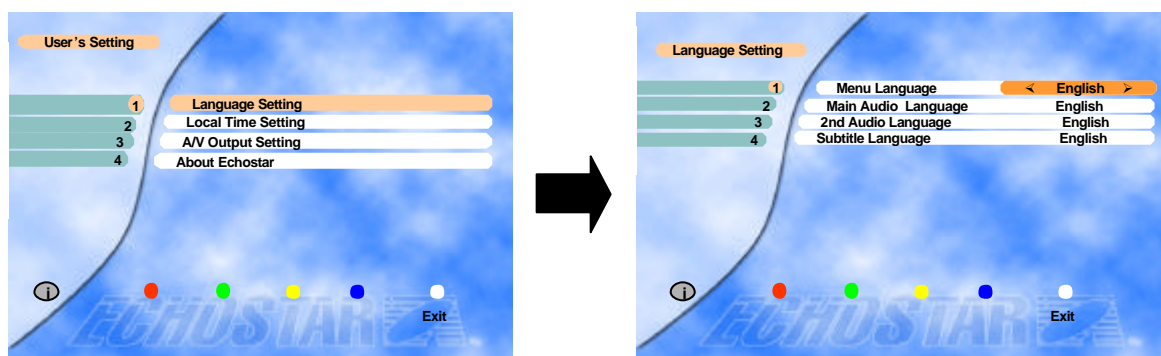 User's Setting
1 Language Setting
2 Local Time Setting
3 A/V Output Setting
4 About Echostar
i
Exit
ECHOSTAR
Language Setting
1 Menu Language English
2 Main Audio Language English
3 2nd Audio Language English
4 Subtitle Language English
i
Exit
ECHOSTAR